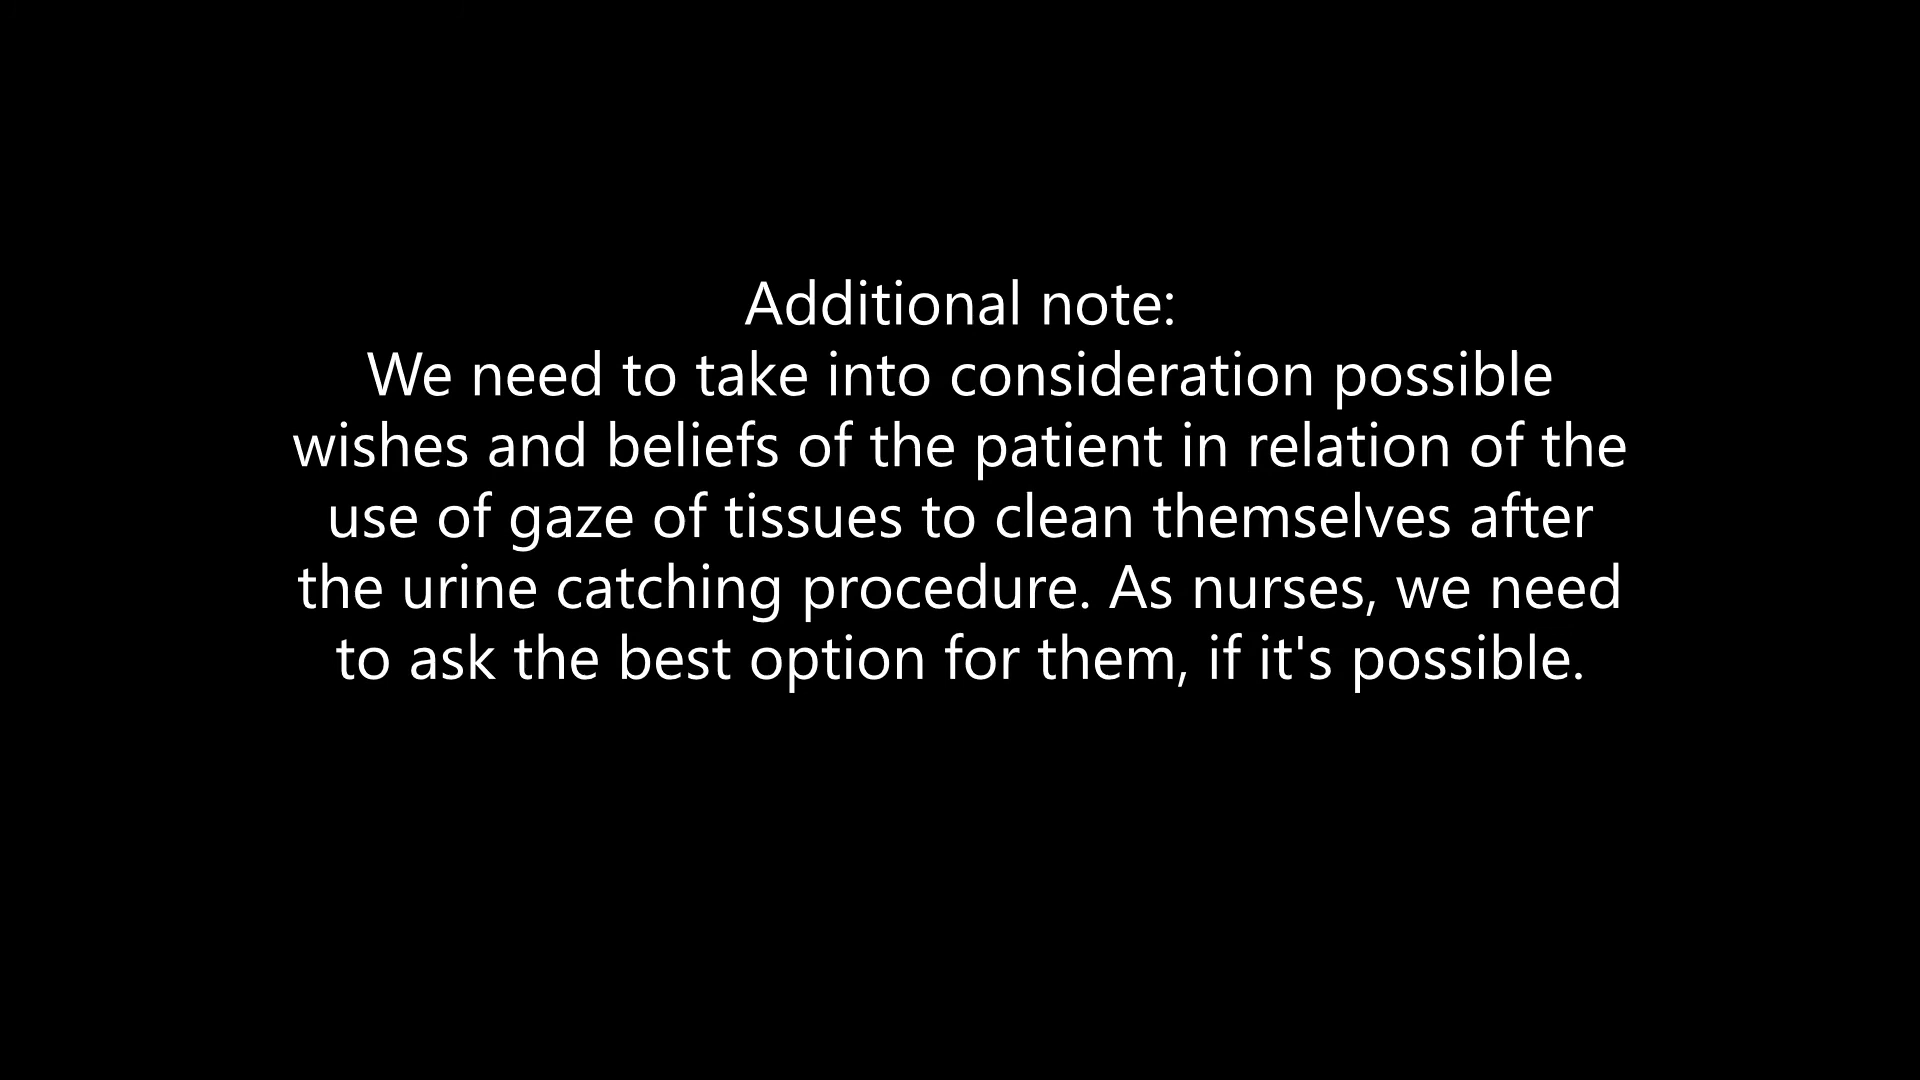 Additional note:
We need to take into consideration possible
wishes and beliefs of the patient in relation of the
use of gaze of tissues to clean themselves after
the urine catching procedure. As nurses, we need
to ask the best option for them, if it's possible.